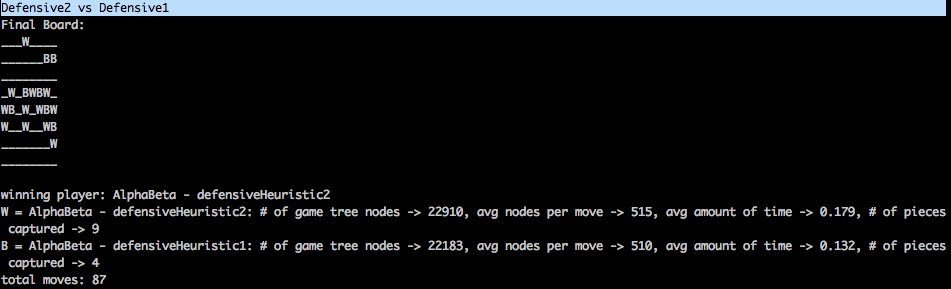 Defensive2 vs Defensive1
Final Board:
___W____
______BB
________
_W_BWBW_
WB_W_WBW
W__W__WB
_______W
________
winning player: AlphaBeta - defensiveHeuristic2
W = AlphaBeta - defensiveHeuristic2: # of game tree nodes -> 22910, avg nodes per move -> 515, avg amount of time -> 0.179, # of pieces
captured -> 9
B = AlphaBeta - defensiveHeuristic1: # of game tree nodes -> 22183, avg nodes per move -> 510, avg amount of time -> 0.132, # of pieces
captured -> 4
total moves: 87